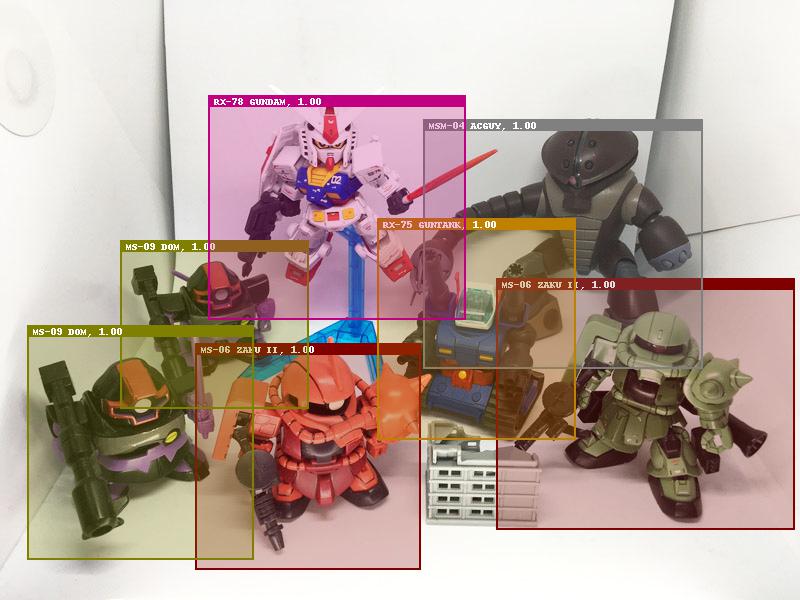 RX-78 GUNDAM, 1.00
MSM-04 ACGUY, 1.00
02
RX-75 GUNTANK, 1.00
MS-09 DOM, 1.00
MS-06 ZAKU II, 1.00
MS-09 DOM, 1.00
MS-06 ZAKU II, 1.00